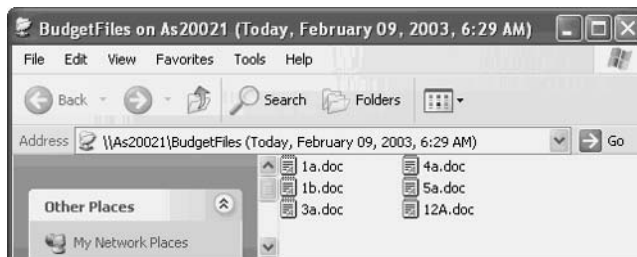 BudgetFiles on As20021 (Today, February 09, 2003, 6:29 AM)
File Edit View Favorites Tools Help
Back Search Folders
Address \\As20021\BudgetFiles (Today, February 09, 2003, 6:29 AM) Go
1a.doc 4a.doc
1b.doc 5a.doc
3a.doc 12A.doc
Other Places
My Network Places